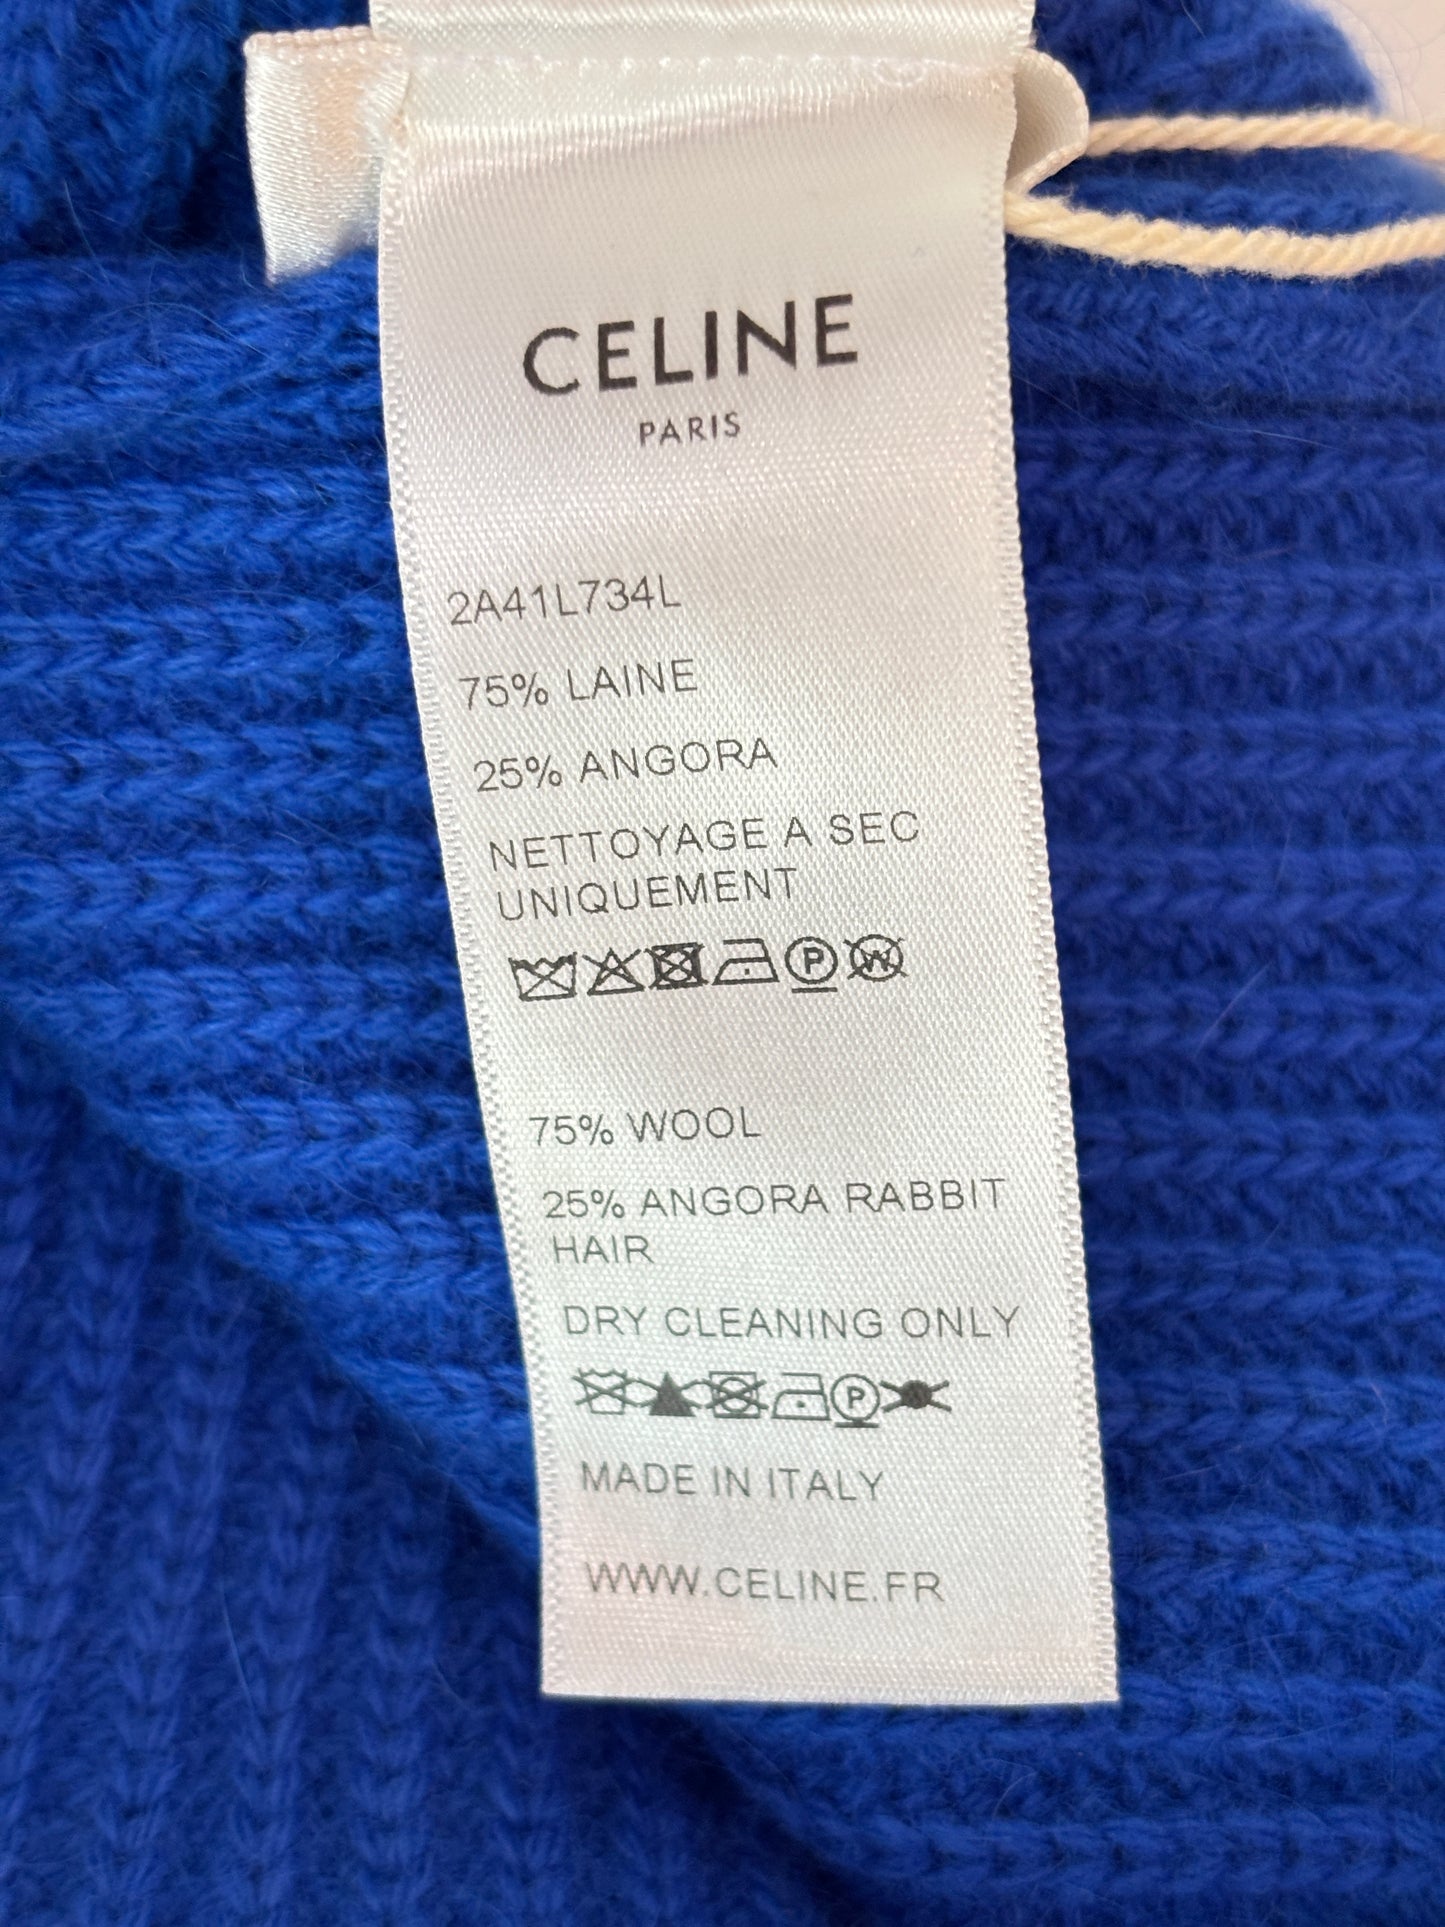 CELINE
PARIS
2A41L734L
75% LAINE
25% ANGORA
NETTOYAGE A SEC
UNIQUEMENT
P W
75% WOOL
25% ANGORA RABBIT
HAIR
DRY CLEANING ONLY
P
MADE IN ITALY
WWW.CELINE.FR